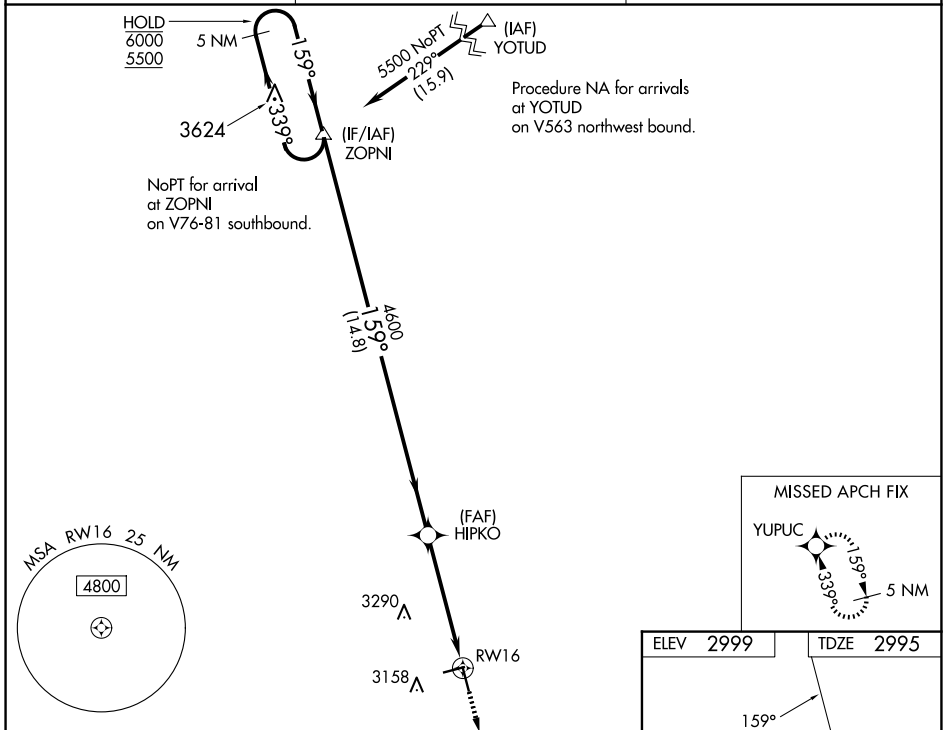 HOLD
6000
5500
5 NM
159°
339°
3624
(IF/IAF)
ZOPNI
5500 NoPT
229°
(15.9)
(IAF)
YOTUD
Procedure NA for arrivals
at YOTUD
on V563 northwest bound.
NoPT for arrival
at ZOPNI
on V76-81 southbound.
4600
159°
(14.8)
(FAF)
HIPKO
3290
3158
RW16
MSA RW16 25 NM
4800
MISSED APCH FIX
YUPUC
159°
339°
5 NM
ELEV 2999
TDZE 2995
159°